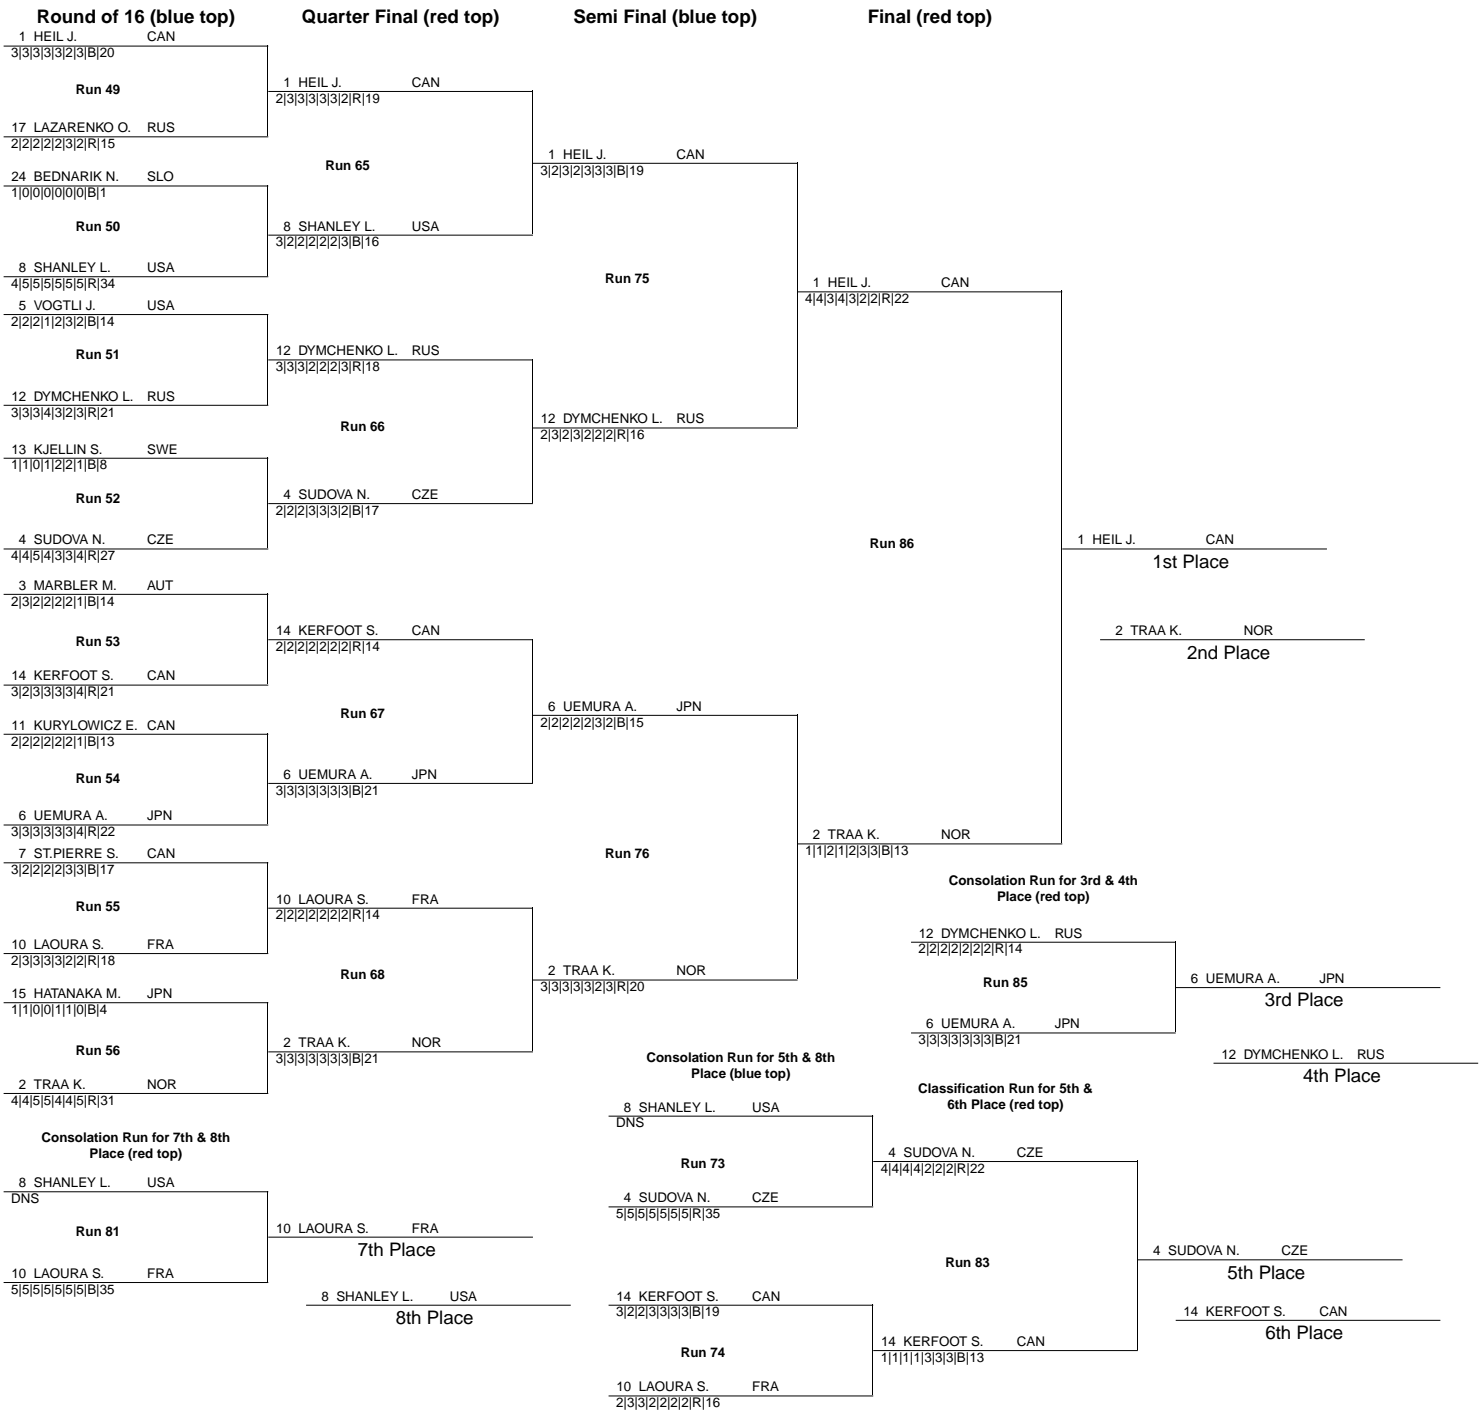 Round of 16 (blue top) Quarter Final (red top) Semi Final (blue top) Final (red top)
1 HEIL J. CAN
3|3|3|3|2|3|B|20
Run 49
17 LAZARENKO O. RUS
2|2|2|2|2|3|2|R|15
24 BEDNARIK N. SLO
1|0|0|0|0|0|B|1
Run 50
8 SHANLEY L. USA
4|5|5|5|5|5|R|34
5 VOGTLI J. USA
2|2|2|1|2|3|2|B|14
Run 51
12 DYMCHENKO L. RUS
3|3|3|4|3|2|3|R|21
13 KJELLIN S. SWE
1|1|0|1|2|2|1|B|8
Run 52
4 SUDOVA N. CZE
4|4|5|4|3|3|4|R|27
3 MARBLER M. AUT
2|3|2|2|2|2|1|B|14
Run 53
14 KERFOOT S. CAN
3|2|3|3|3|3|4|R|21
11 KURYLOWICZ E. CAN
2|2|2|2|2|2|1|B|13
Run 54
6 UEMURA A. JPN
3|3|3|3|3|3|4|R|22
7 ST.PIERRE S. CAN
3|2|2|2|2|3|3|B|17
Run 55
10 LAOURA S. FRA
2|3|3|3|3|2|2|R|18
15 HATANAKA M. JPN
1|1|0|0|1|1|0|B|4
Run 56
2 TRAA K. NOR
4|4|5|5|4|4|5|R|31
1 HEIL J. CAN
2|3|3|3|3|3|2|R|19
Run 65
8 SHANLEY L. USA
3|2|2|2|2|2|3|B|16
12 DYMCHENKO L. RUS
3|3|3|2|2|2|3|R|18
Run 66
4 SUDOVA N. CZE
2|2|2|3|3|3|2|B|17
14 KERFOOT S. CAN
2|2|2|2|2|2|2|R|14
Run 67
6 UEMURA A. JPN
3|3|3|3|3|3|3|B|21
10 LAOURA S. FRA
2|2|2|2|2|2|2|R|14
Run 68
2 TRAA K. NOR
3|3|3|3|3|3|3|B|21
1 HEIL J. CAN
3|2|3|2|3|3|3|B|19
Run 75
12 DYMCHENKO L. RUS
2|3|2|3|2|2|2|R|16
6 UEMURA A. JPN
2|2|2|2|2|3|2|B|15
Run 76
2 TRAA K. NOR
3|3|3|3|3|2|3|R|20
1 HEIL J. CAN
4|4|3|4|3|2|2|R|22
Run 86
2 TRAA K. NOR
1|1|2|1|2|3|3|B|13
1 HEIL J. CAN
1st Place
2 TRAA K. NOR
2nd Place
Consolation Run for 3rd & 4th
Place (red top)
12 DYMCHENKO L. RUS
2|2|2|2|2|2|2|R|14
Run 85
6 UEMURA A. JPN
3|3|3|3|3|3|3|B|21
6 UEMURA A. JPN
3rd Place
12 DYMCHENKO L. RUS
4th Place
Consolation Run for 5th & 8th
Place (blue top)
8 SHANLEY L. USA
DNS
Run 73
4 SUDOVA N. CZE
5|5|5|5|5|5|5|R|35
14 KERFOOT S. CAN
3|2|2|3|3|3|3|B|19
Run 74
10 LAOURA S. FRA
2|3|3|2|2|2|2|R|16
Classification Run for 5th &
6th Place (red top)
4 SUDOVA N. CZE
4|4|4|4|2|2|2|R|22
Run 83
14 KERFOOT S. CAN
1|1|1|1|3|3|3|B|13
4 SUDOVA N. CZE
5th Place
14 KERFOOT S. CAN
6th Place
Consolation Run for 7th & 8th
Place (red top)
8 SHANLEY L. USA
DNS
Run 81
10 LAOURA S. FRA
5|5|5|5|5|5|5|B|35
10 LAOURA S. FRA
7th Place
8 SHANLEY L. USA
8th Place